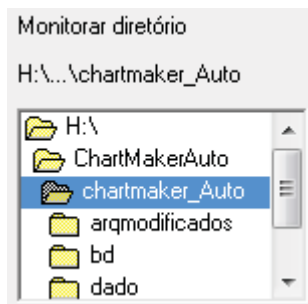 Monitorar diretório
H:\...\chartmaker_Auto
H:\
ChartMakerAuto
chartmaker_Auto
arqmodificados
bd
dado